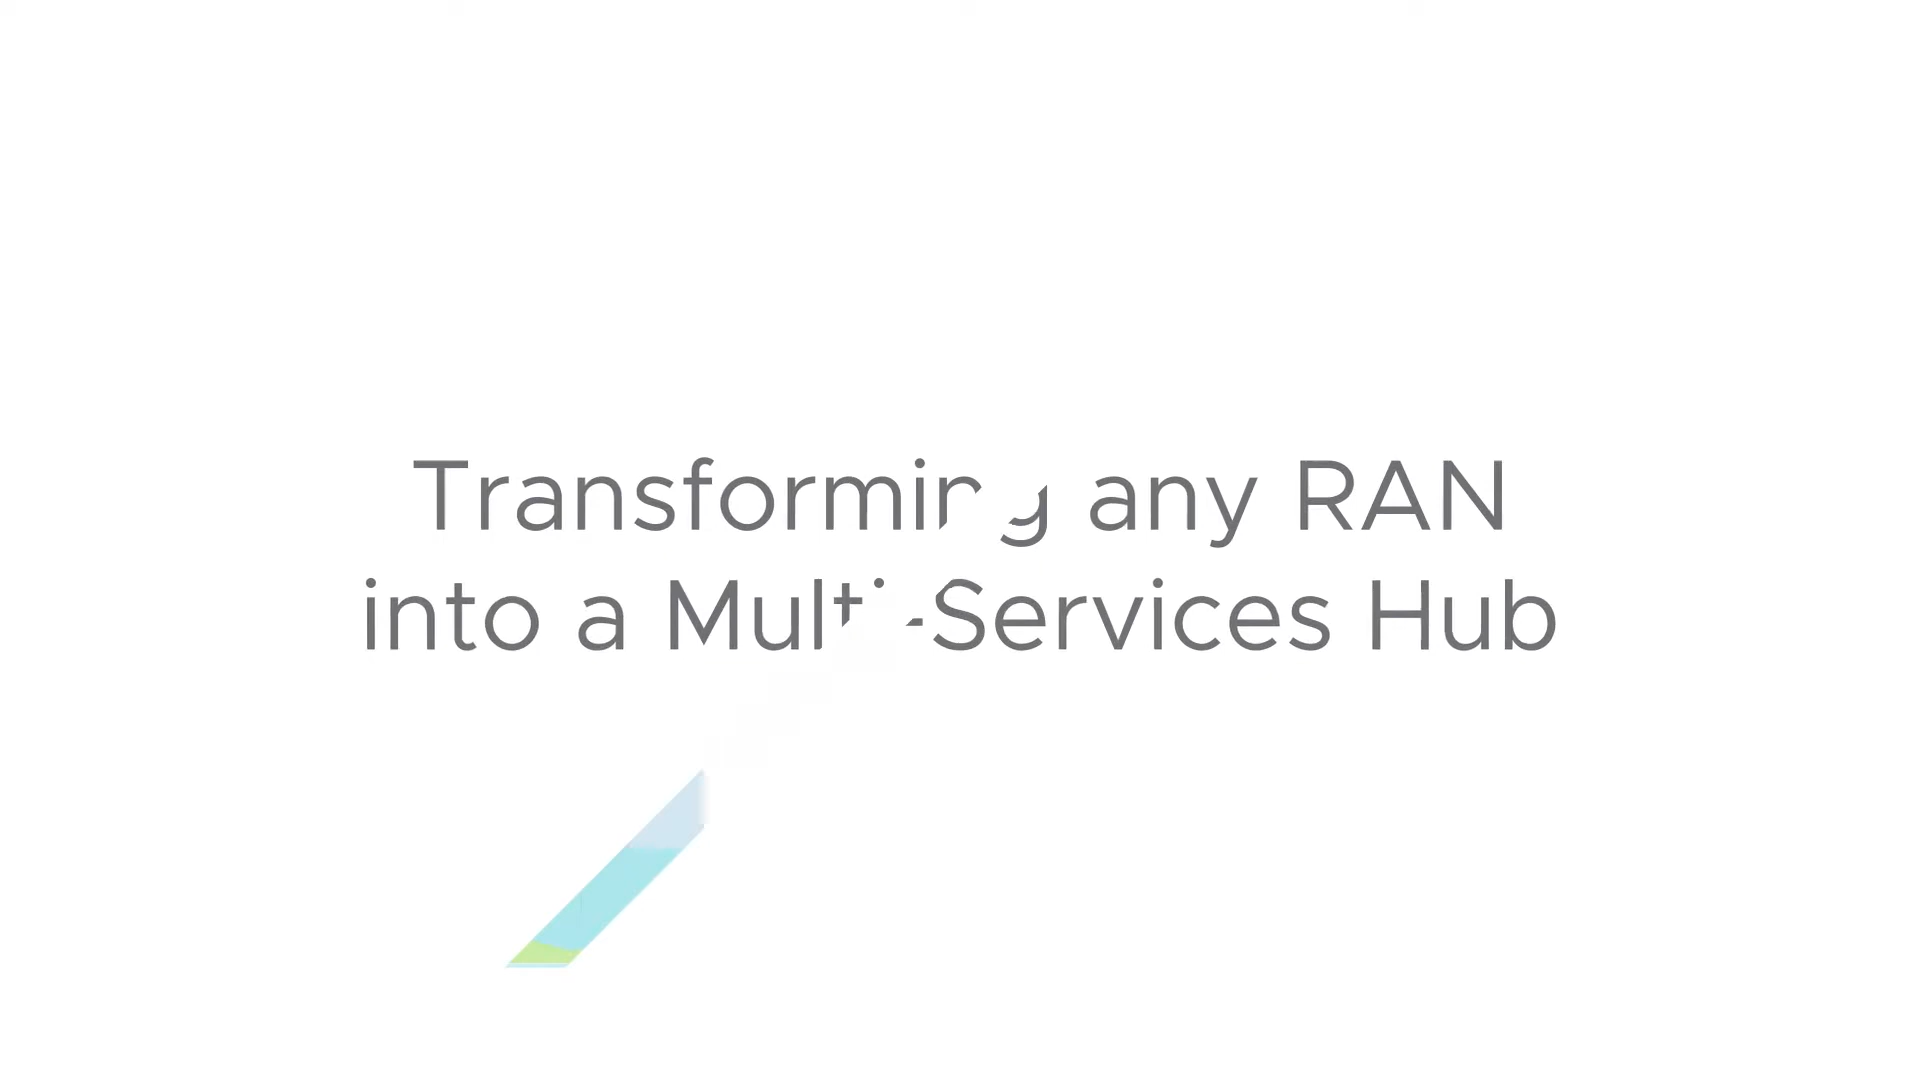 Transforming any RAN
into a Multi-Services Hub